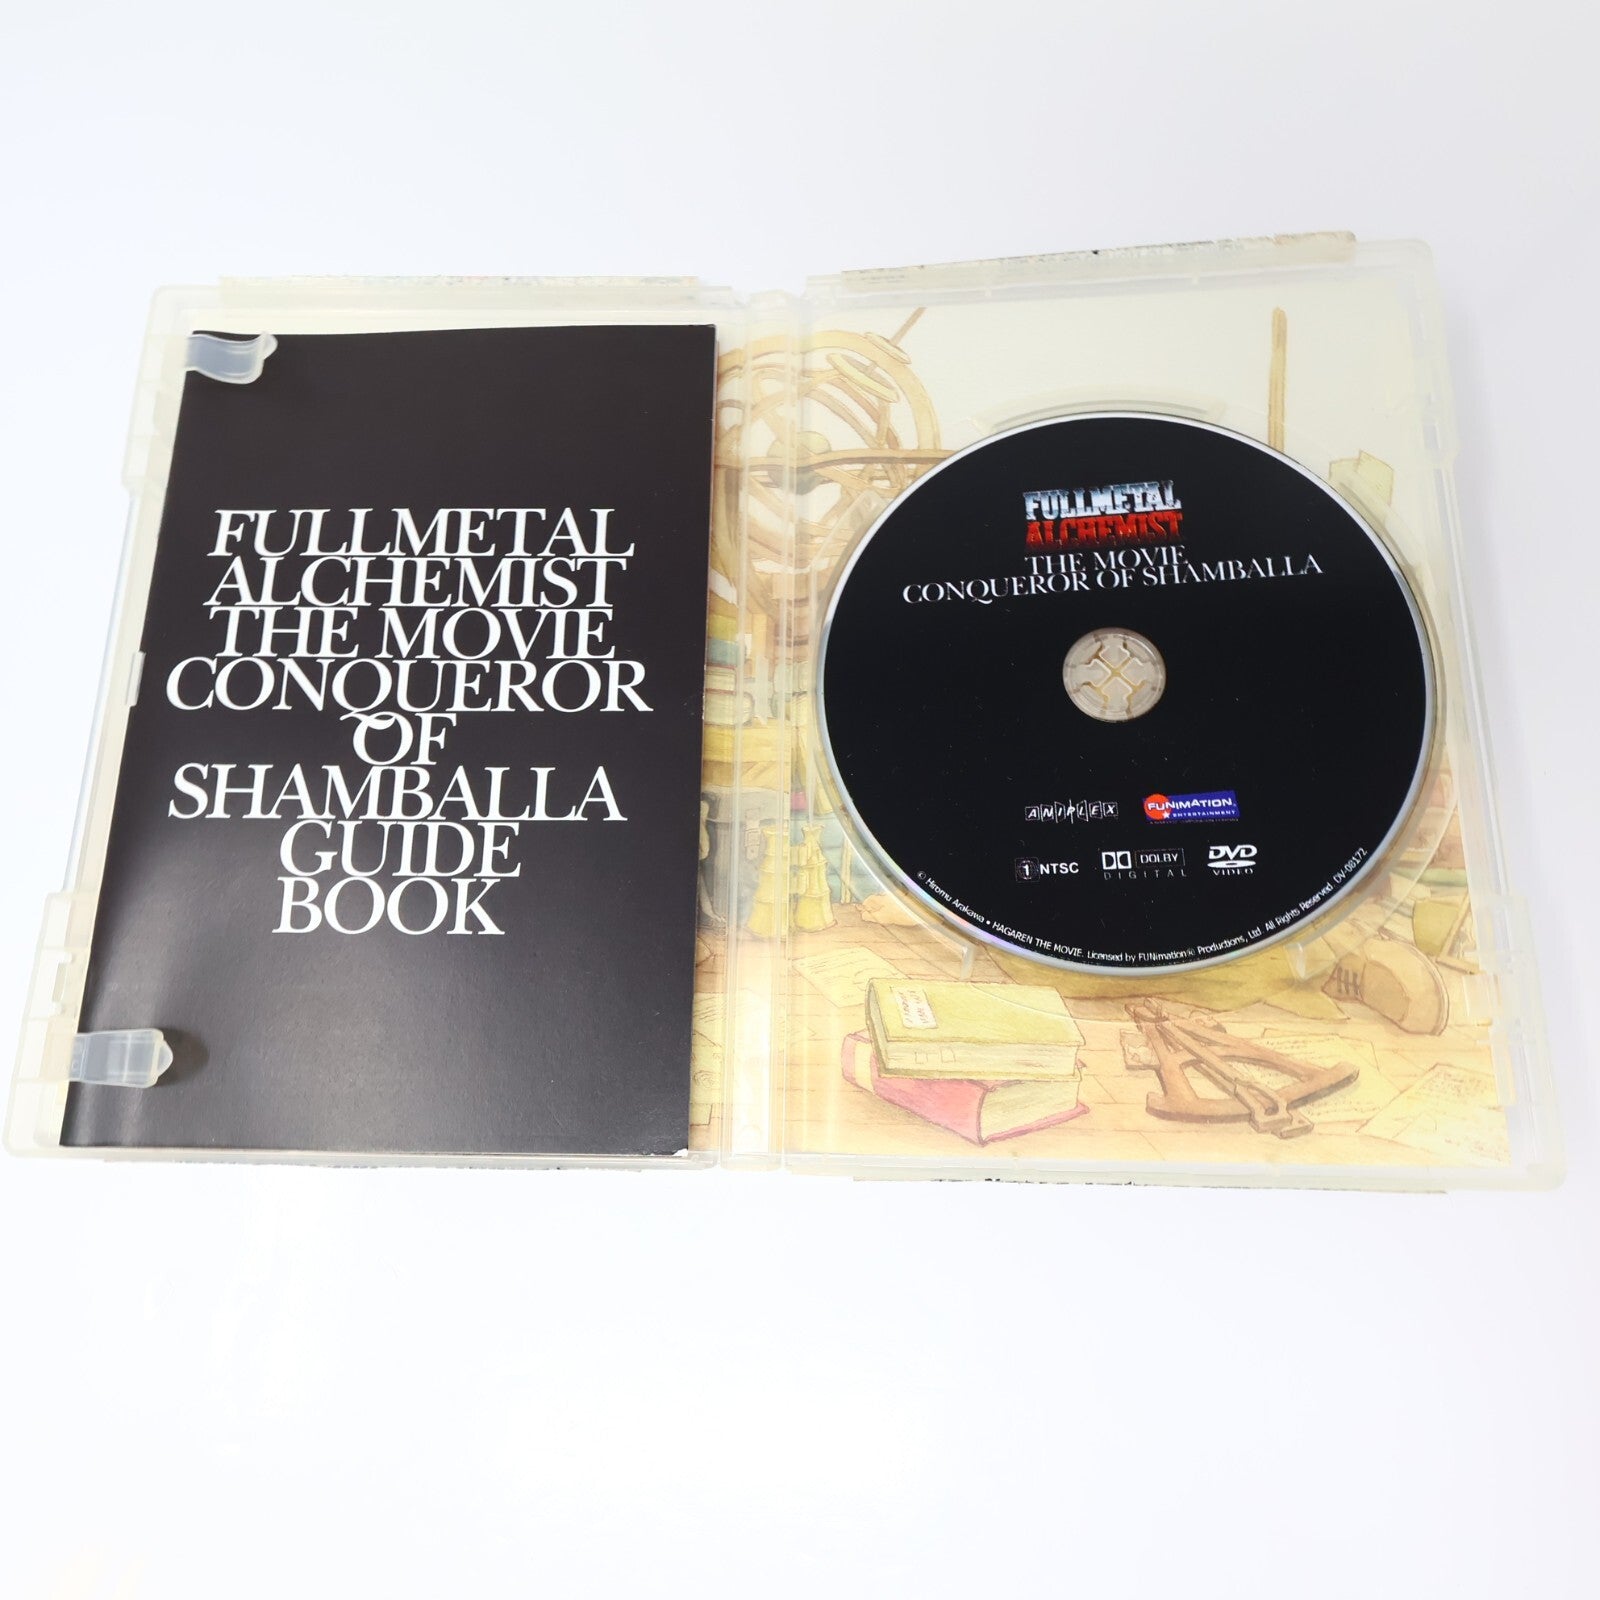 FULLMETAL
ALCHEMIST
THE MOVIE
CONQUEROR
OF
SHAMBALLA
GUIDE
BOOK
FULLMETAL
ALCHEMIST
THE MOVIE
CONQUEROR OF SHAMBALLA
ANIPLEX
FUNIMATION
ENTERTAINMENT
1 NTSC
DOLBY
DIGITAL
DVD
VIDEO
© Hiromu Arakawa • HAGAREN THE MOVIE. Licensed by FUNimation® Productions, Ltd. All Rights Reserved. DV-08172